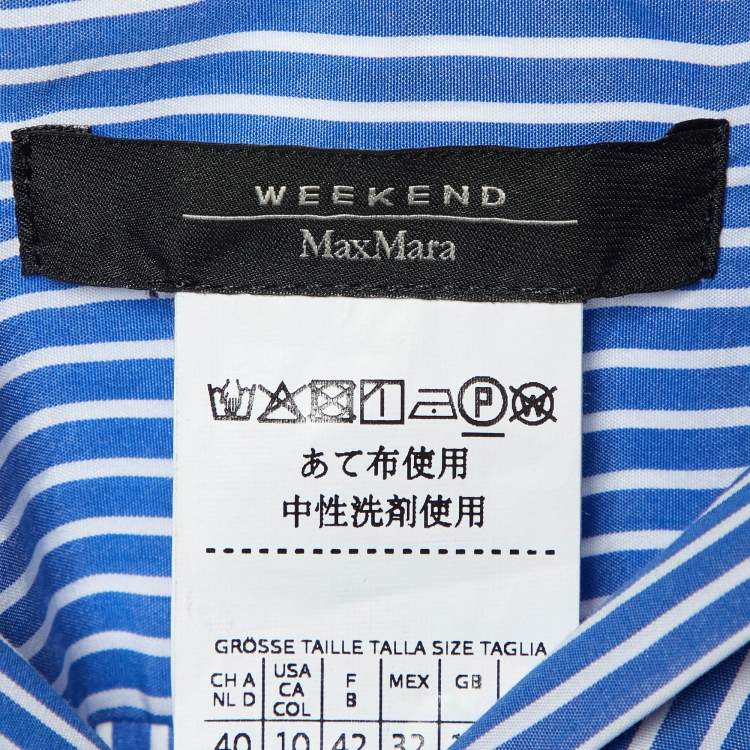 WEEKEND
MaxMara
P W
あて布使用
中性洗剤使用
GRÖSSE TAILLE TALLA SIZE TAGLIA
CH A USA F MEX GB
NL D CA B
COL
40 10 42 32